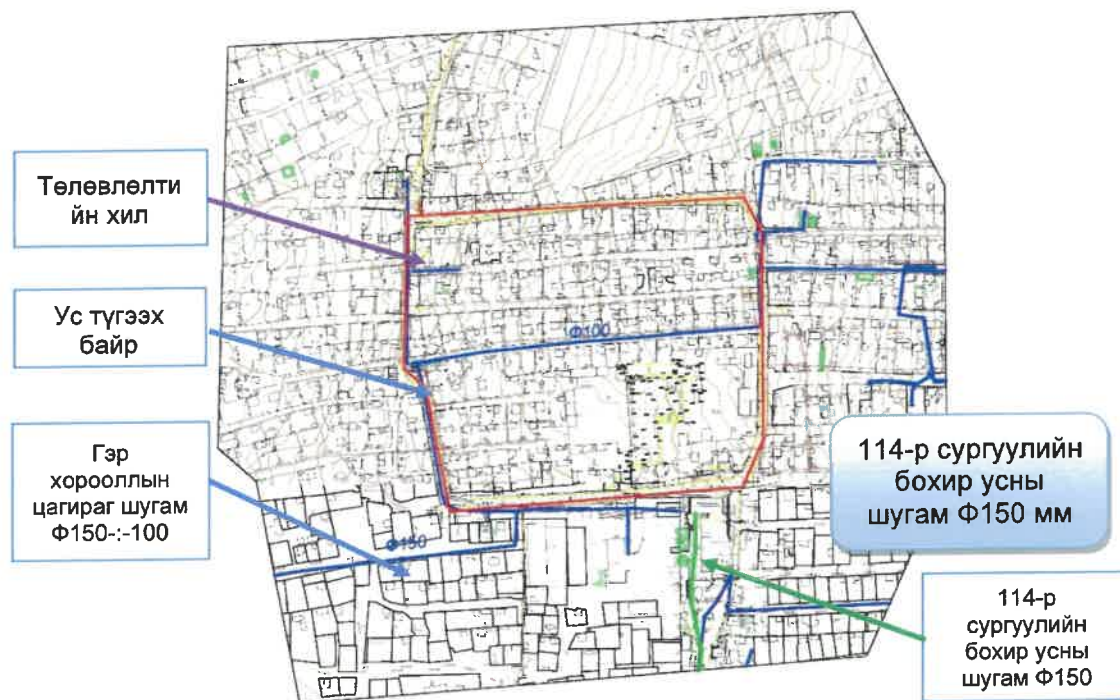 Төлөвлөлти
йн хил
Ус түгээх
байр
Гэр
хорооллын
цагираг шугам
Ф150-:-100
Ф100
Ф150
114-р сургуулийн
бохир усны
шугам Ф150 мм
114-р
сургуулийн
бохир усны
шугам Ф150